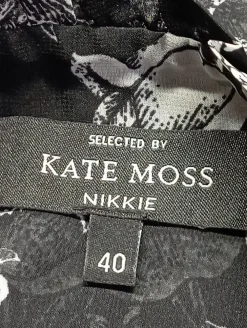 SELECTED BY
KATE MOSS
NIKKIE
40